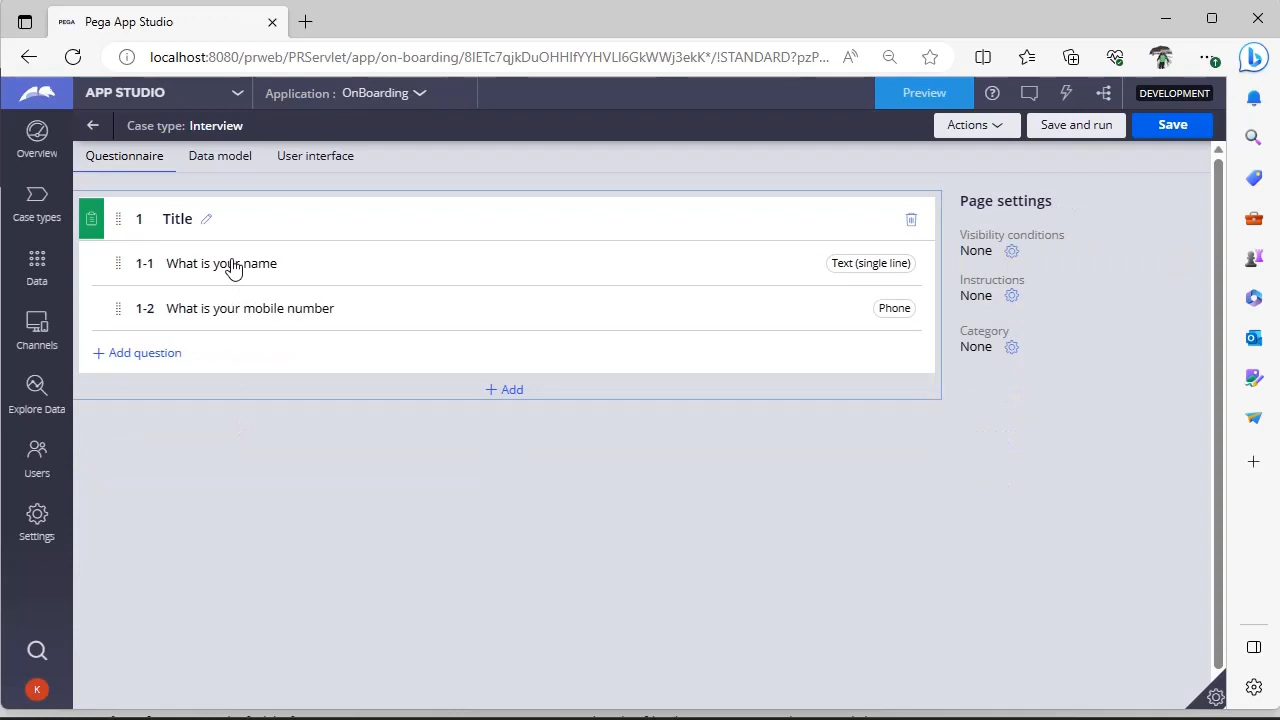 PEGA Pega App Studio
localhost:8080/prweb/PRServlet/app/on-boarding/
APP STUDIO
Application : OnBoarding
Preview
DEVELOPMENT
Case type: Interview
Actions
Save and run
Save
Overview
Case types
Data
Channels
Explore Data
Users
Settings
K
Questionnaire
Data model
User interface
1 Title
1-1 What is your name
Text (single line)
1-2 What is your mobile number
Phone
+ Add question
+ Add
Page settings
Visibility conditions
None
Instructions
None
Category
None